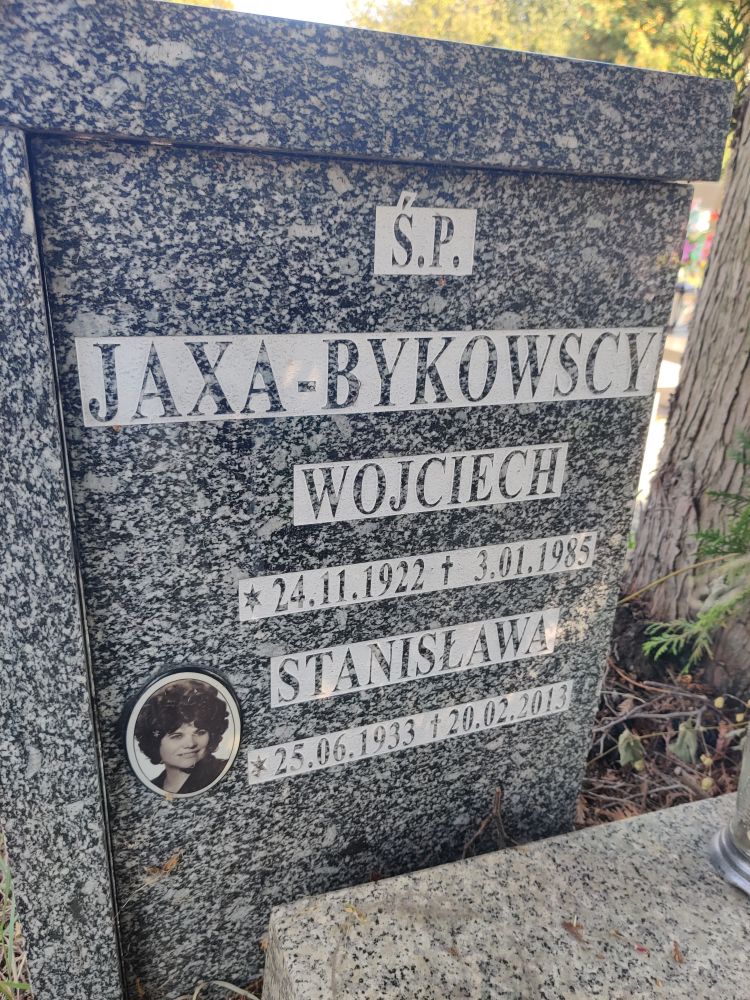 Ś.P.
JAXA-BYKOWSCY
WOJCIECH
* 24.11.1922 † 3.01.1985
STANISŁAWA
* 25.06.1933 † 20.02.2013